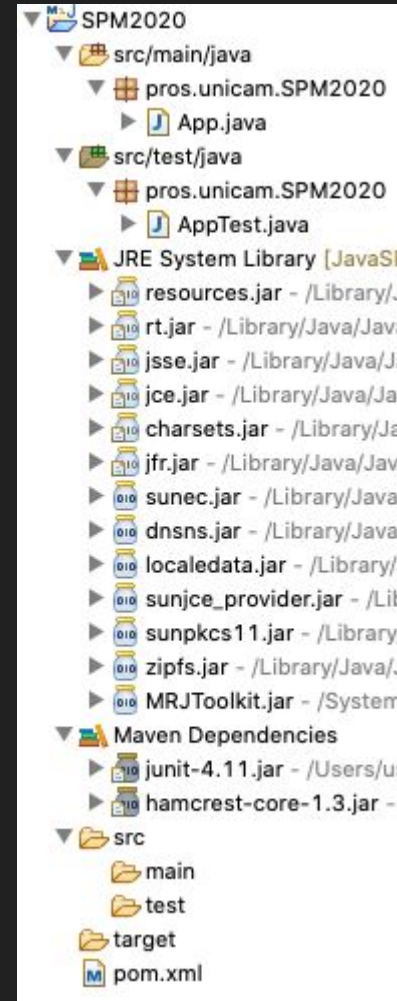 SPM2020
src/main/java
pros.unicam.SPM2020
App.java
src/test/java
pros.unicam.SPM2020
AppTest.java
JRE System Library [JavaSE
resources.jar - /Library/J
rt.jar - /Library/Java/Java
jsse.jar - /Library/Java/Ja
jce.jar - /Library/Java/Ja
charsets.jar - /Library/Ja
jfr.jar - /Library/Java/Jav
sunec.jar - /Library/Java
dnsns.jar - /Library/Java
localedata.jar - /Library/
sunjce_provider.jar - /Lib
sunpkcs11.jar - /Library
zipfs.jar - /Library/Java/J
MRJToolkit.jar - /System
Maven Dependencies
junit-4.11.jar - /Users/us
hamcrest-core-1.3.jar -
src
main
test
target
pom.xml